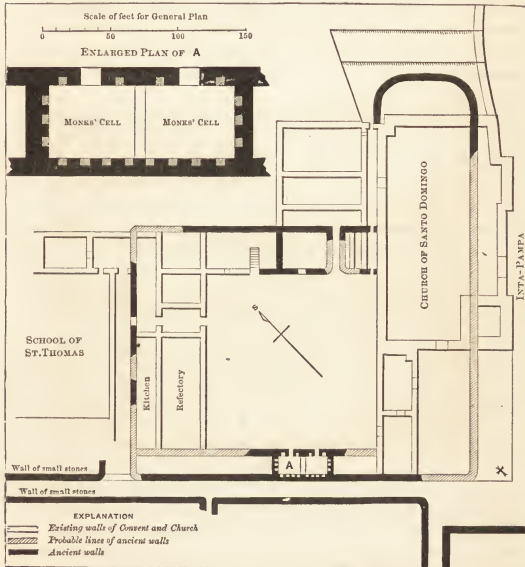 Scale of feet for General Plan
0 50 100 150
ENLARGED PLAN OF A
MONKS' CELL
MONKS' CELL
CHURCH OF SANTO DOMINGO
INTA-PAMPA
SCHOOL OF
ST. THOMAS
Kitchen
Refectory
S
A
Wall of small stones
Wall of small stones
EXPLANATION
Existing walls of Convent and Church
Probable lines of ancient walls
Ancient walls